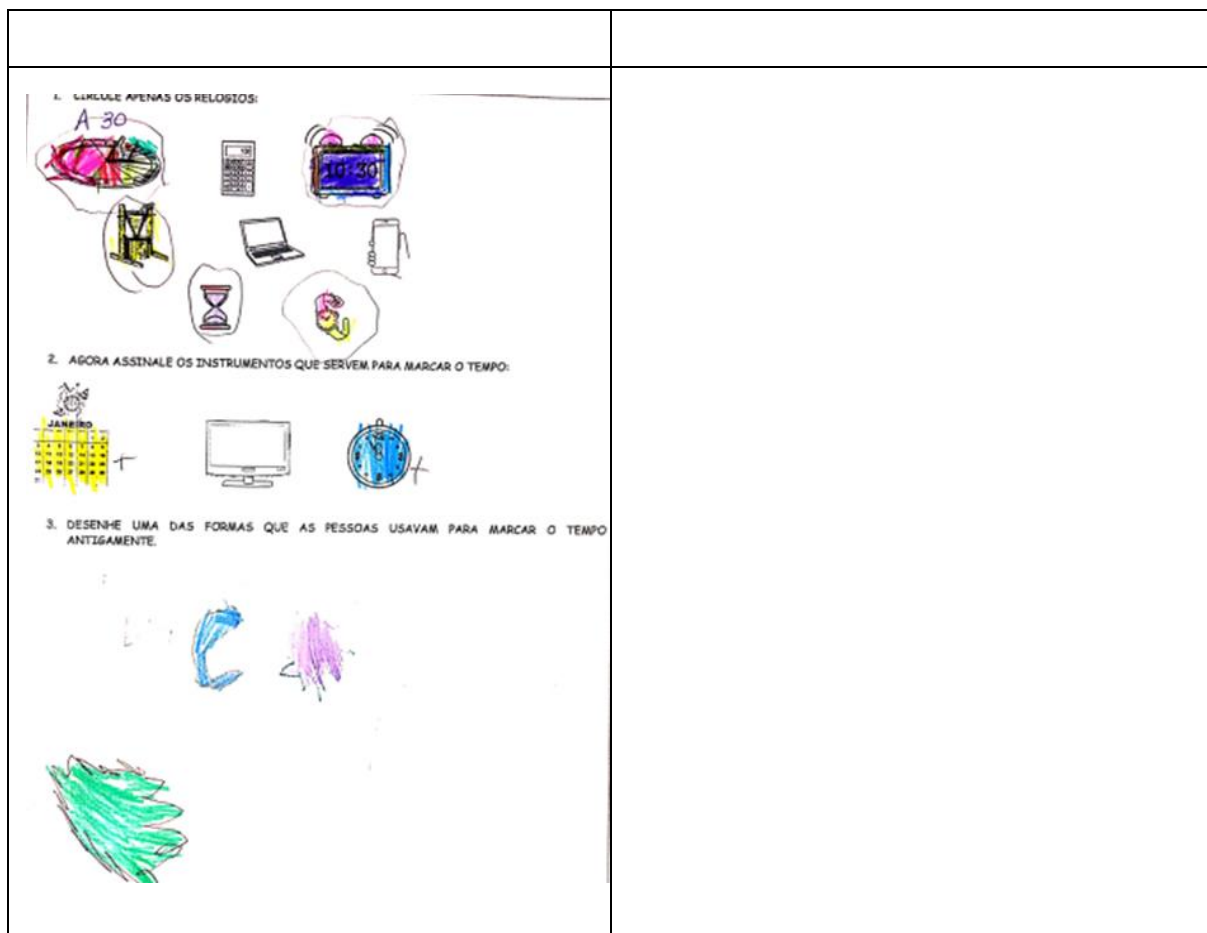 1. CIRCULE APENAS OS RELOGIOS:
A 30
10:30
2. AGORA ASSINALE OS INSTRUMENTOS QUE SERVEM PARA MARCAR O TEMPO:
JANEIRO
3. DESENHE UMA DAS FORMAS QUE AS PESSOAS USAVAM PARA MARCAR O TEMPO
ANTIGAMENTE.